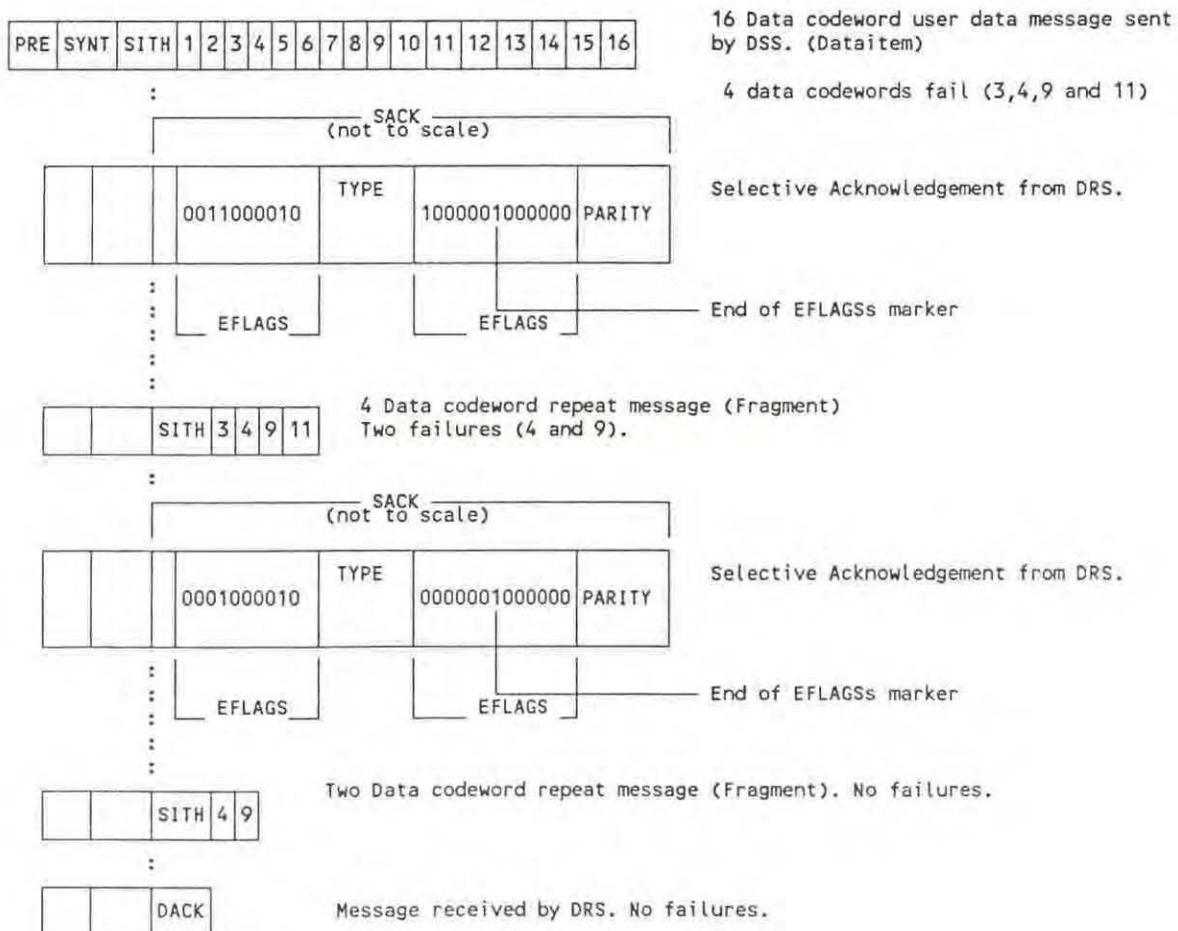 PRE SYNT SITH 1 2 3 4 5 6 7 8 9 10 11 12 13 14 15 16
16 Data codeword user data message sent
by DSS. (Dataitem)
4 data codewords fail (3,4,9 and 11)
SACK
(not to scale)
0011000010 TYPE 1000001000000 PARITY
Selective Acknowledgement from DRS.
EFLAGS EFLAGS
End of EFLAGSs marker
SITH 3 4 9 11
4 Data codeword repeat message (Fragment)
Two failures (4 and 9).
SACK
(not to scale)
0001000010 TYPE 0000001000000 PARITY
Selective Acknowledgement from DRS.
EFLAGS EFLAGS
End of EFLAGSs marker
SITH 4 9
Two Data codeword repeat message (Fragment). No failures.
DACK
Message received by DRS. No failures.